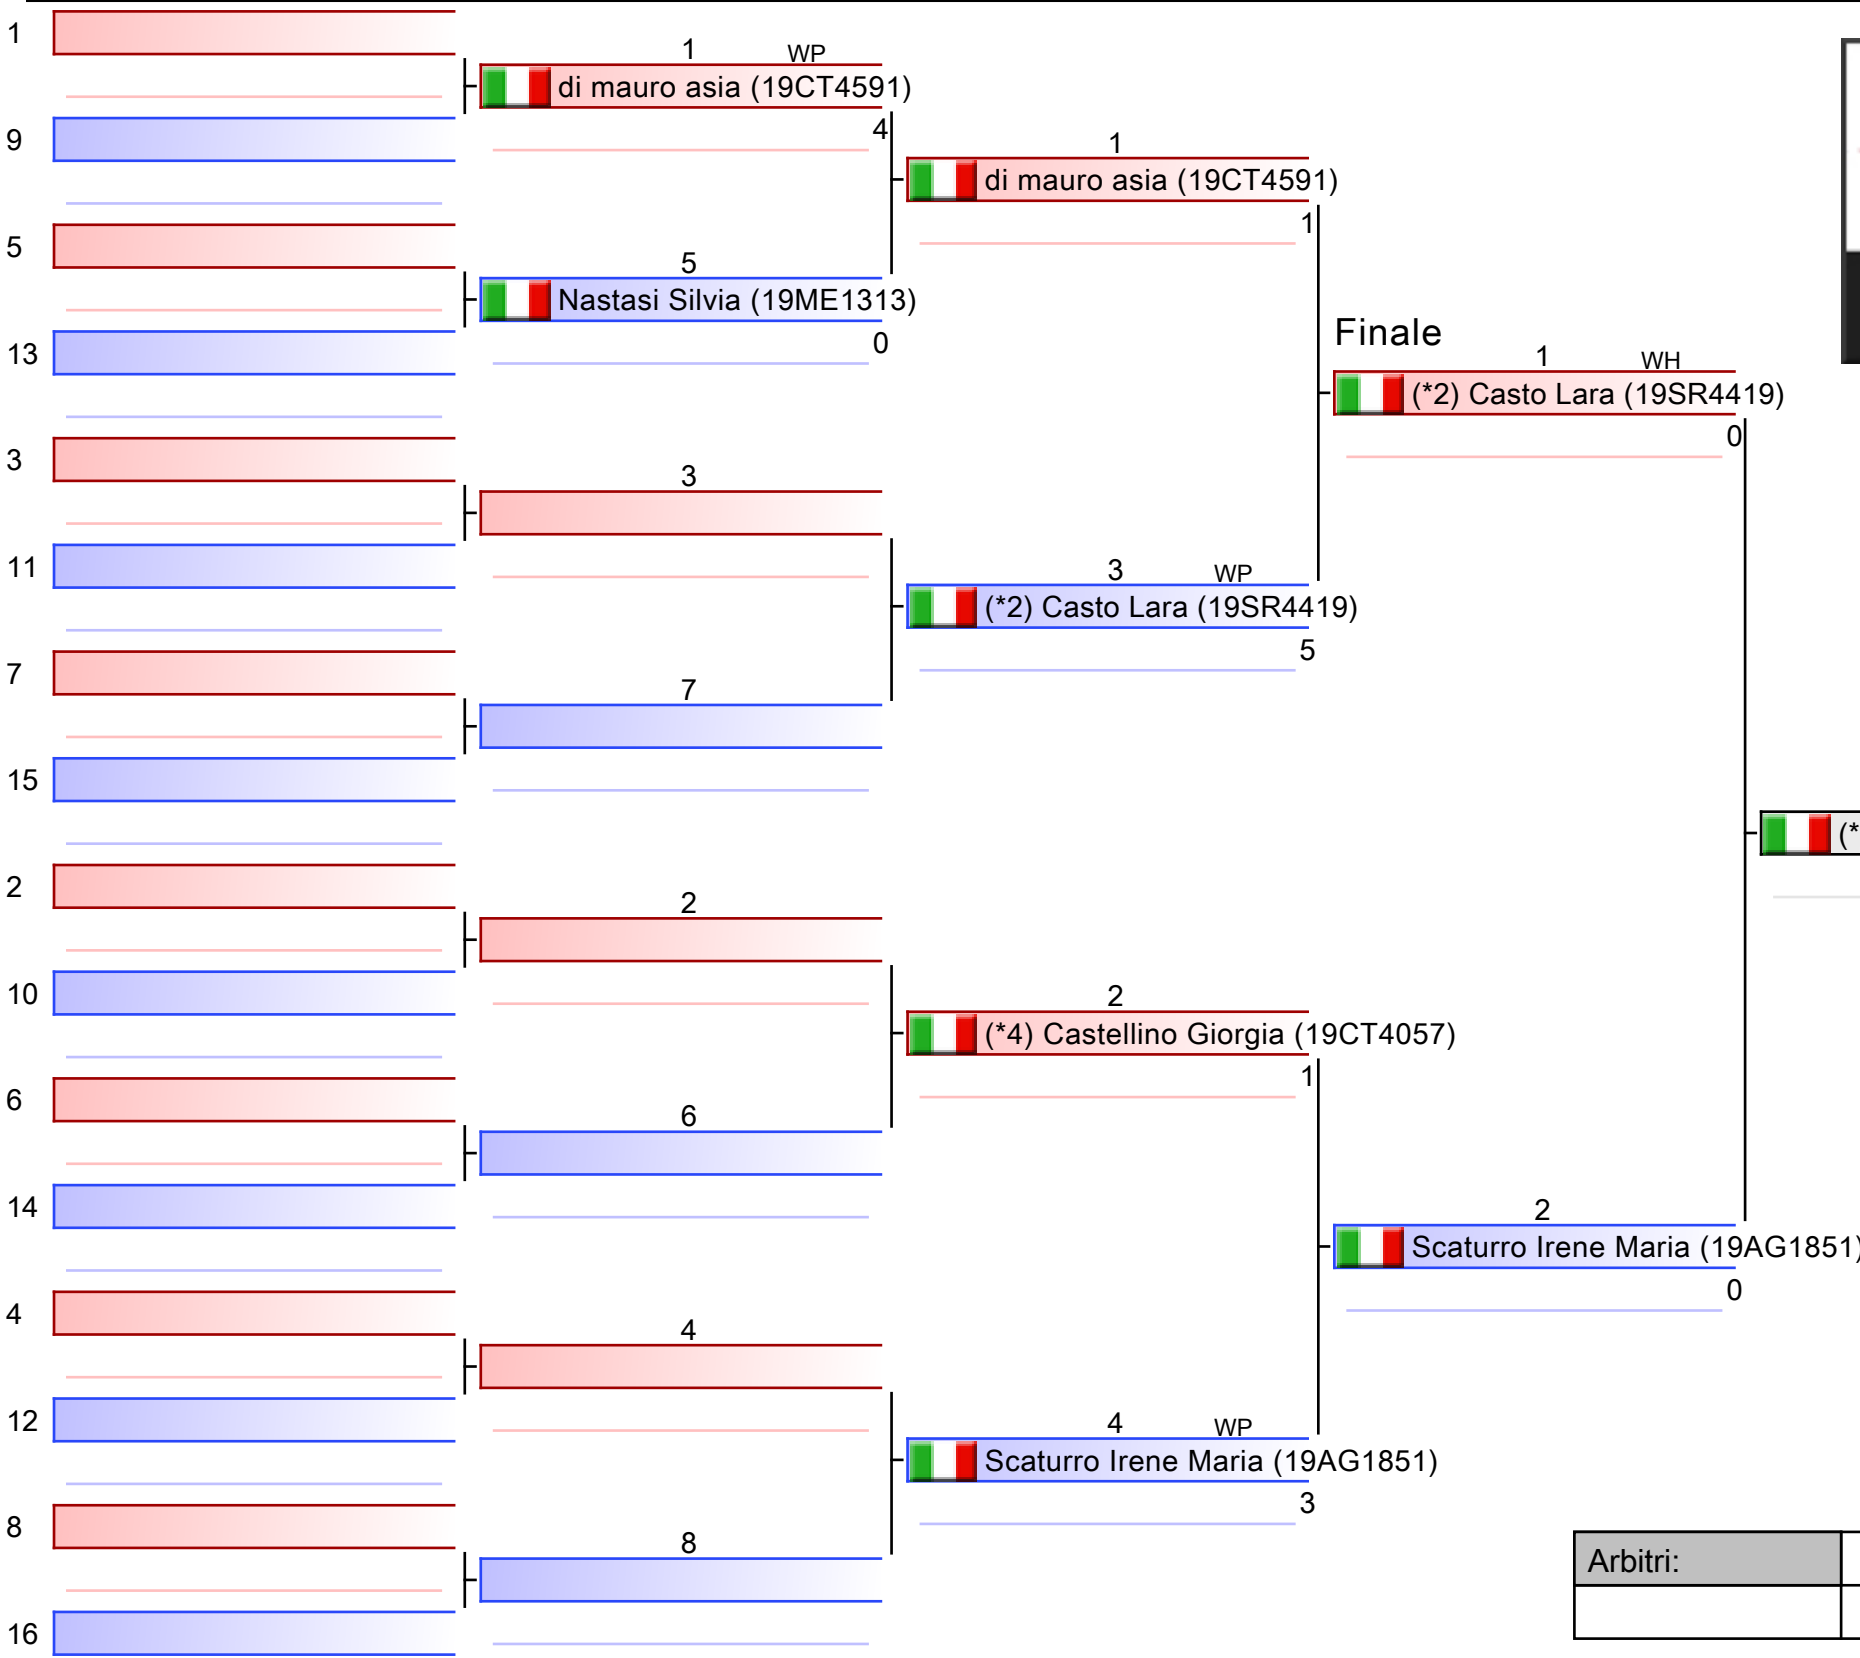 1
9
5
13
3
11
7
15
2
10
6
14
4
12
8
16
1 WP
di mauro asia (19CT4591)
4
5
Nastasi Silvia (19ME1313)
0
3
7
2
6
4
8
1
di mauro asia (19CT4591)
1
3 WP
(*2) Casto Lara (19SR4419)
5
2
(*4) Castellino Giorgia (19CT4057)
1
4 WP
Scaturro Irene Maria (19AG1851)
3
Finale
1 WH
(*2) Casto Lara (19SR4419)
0
2
Scaturro Irene Maria (19AG1851)
0
(*
Arbitri: